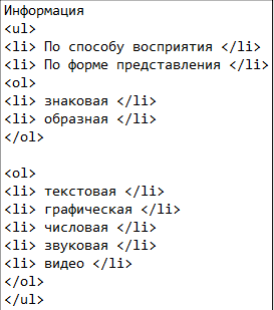 Информация
<ul>
<li> По способу восприятия </li>
<li> По форме представления </li>
<ol>
<li> знаковая </li>
<li> образная </li>
</ol>

<ol>
<li> текстовая </li>
<li> графическая </li>
<li> числовая </li>
<li> звуковая </li>
<li> видео </li>
</ol>
</ul>